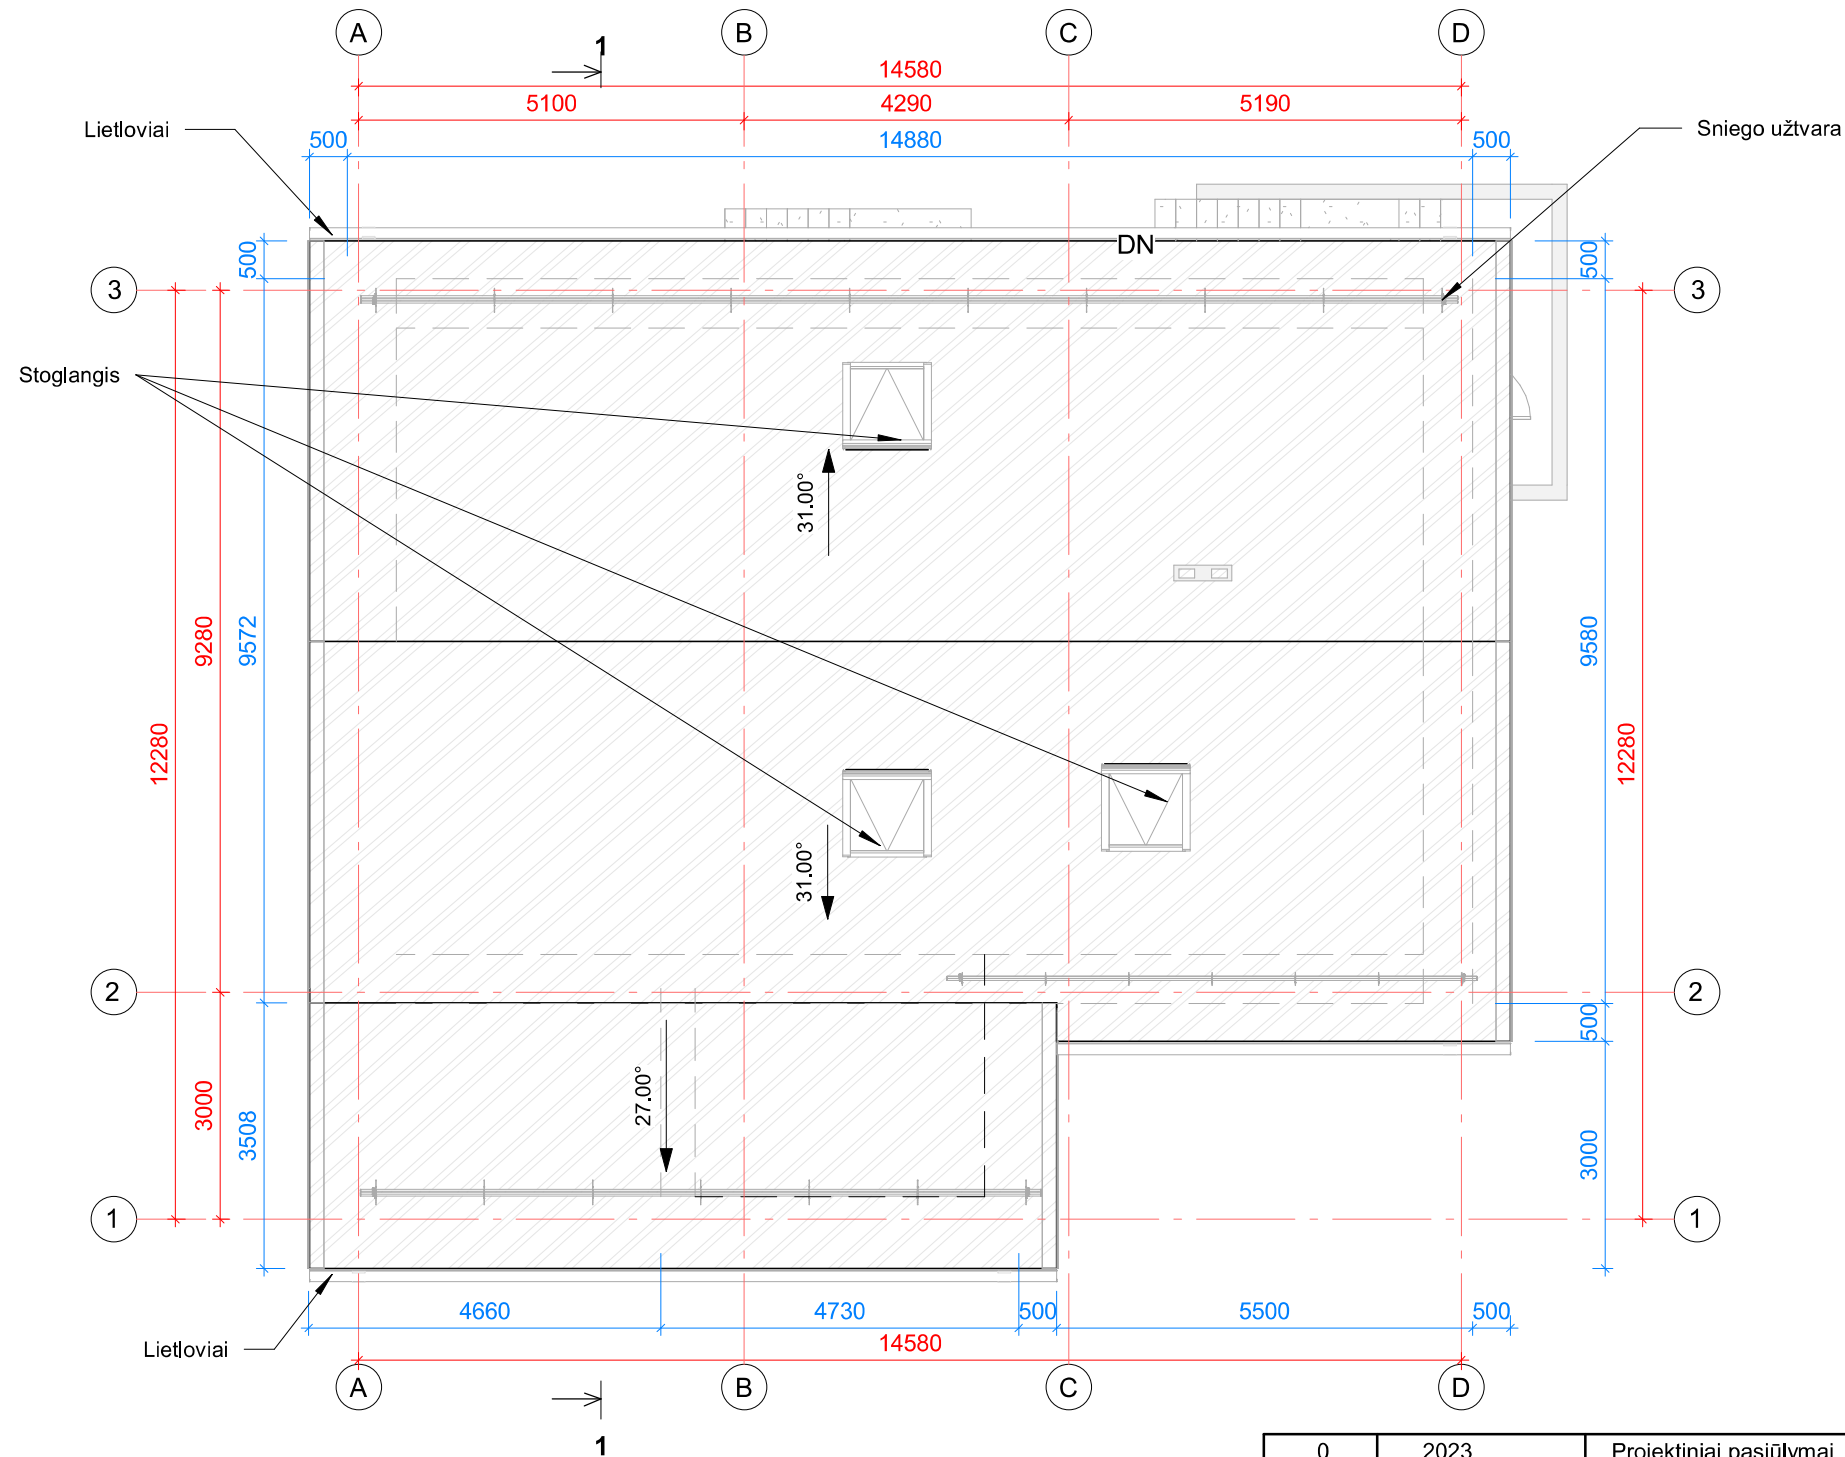 A B C D
1
14580
5100 4290 5190
Lietloviai
Sniego užtvara
500 14880 500
DN
500
500
3
3
Stoglangis
31.00°
9280
9572
9580
12280
12280
31.00°
2
2
500
27.00°
3000
3508
3000
1
1
4660 4730 500 5500 500
14580
Lietloviai
A B C D
1
0 2023 Projektiniai pasiūlymai